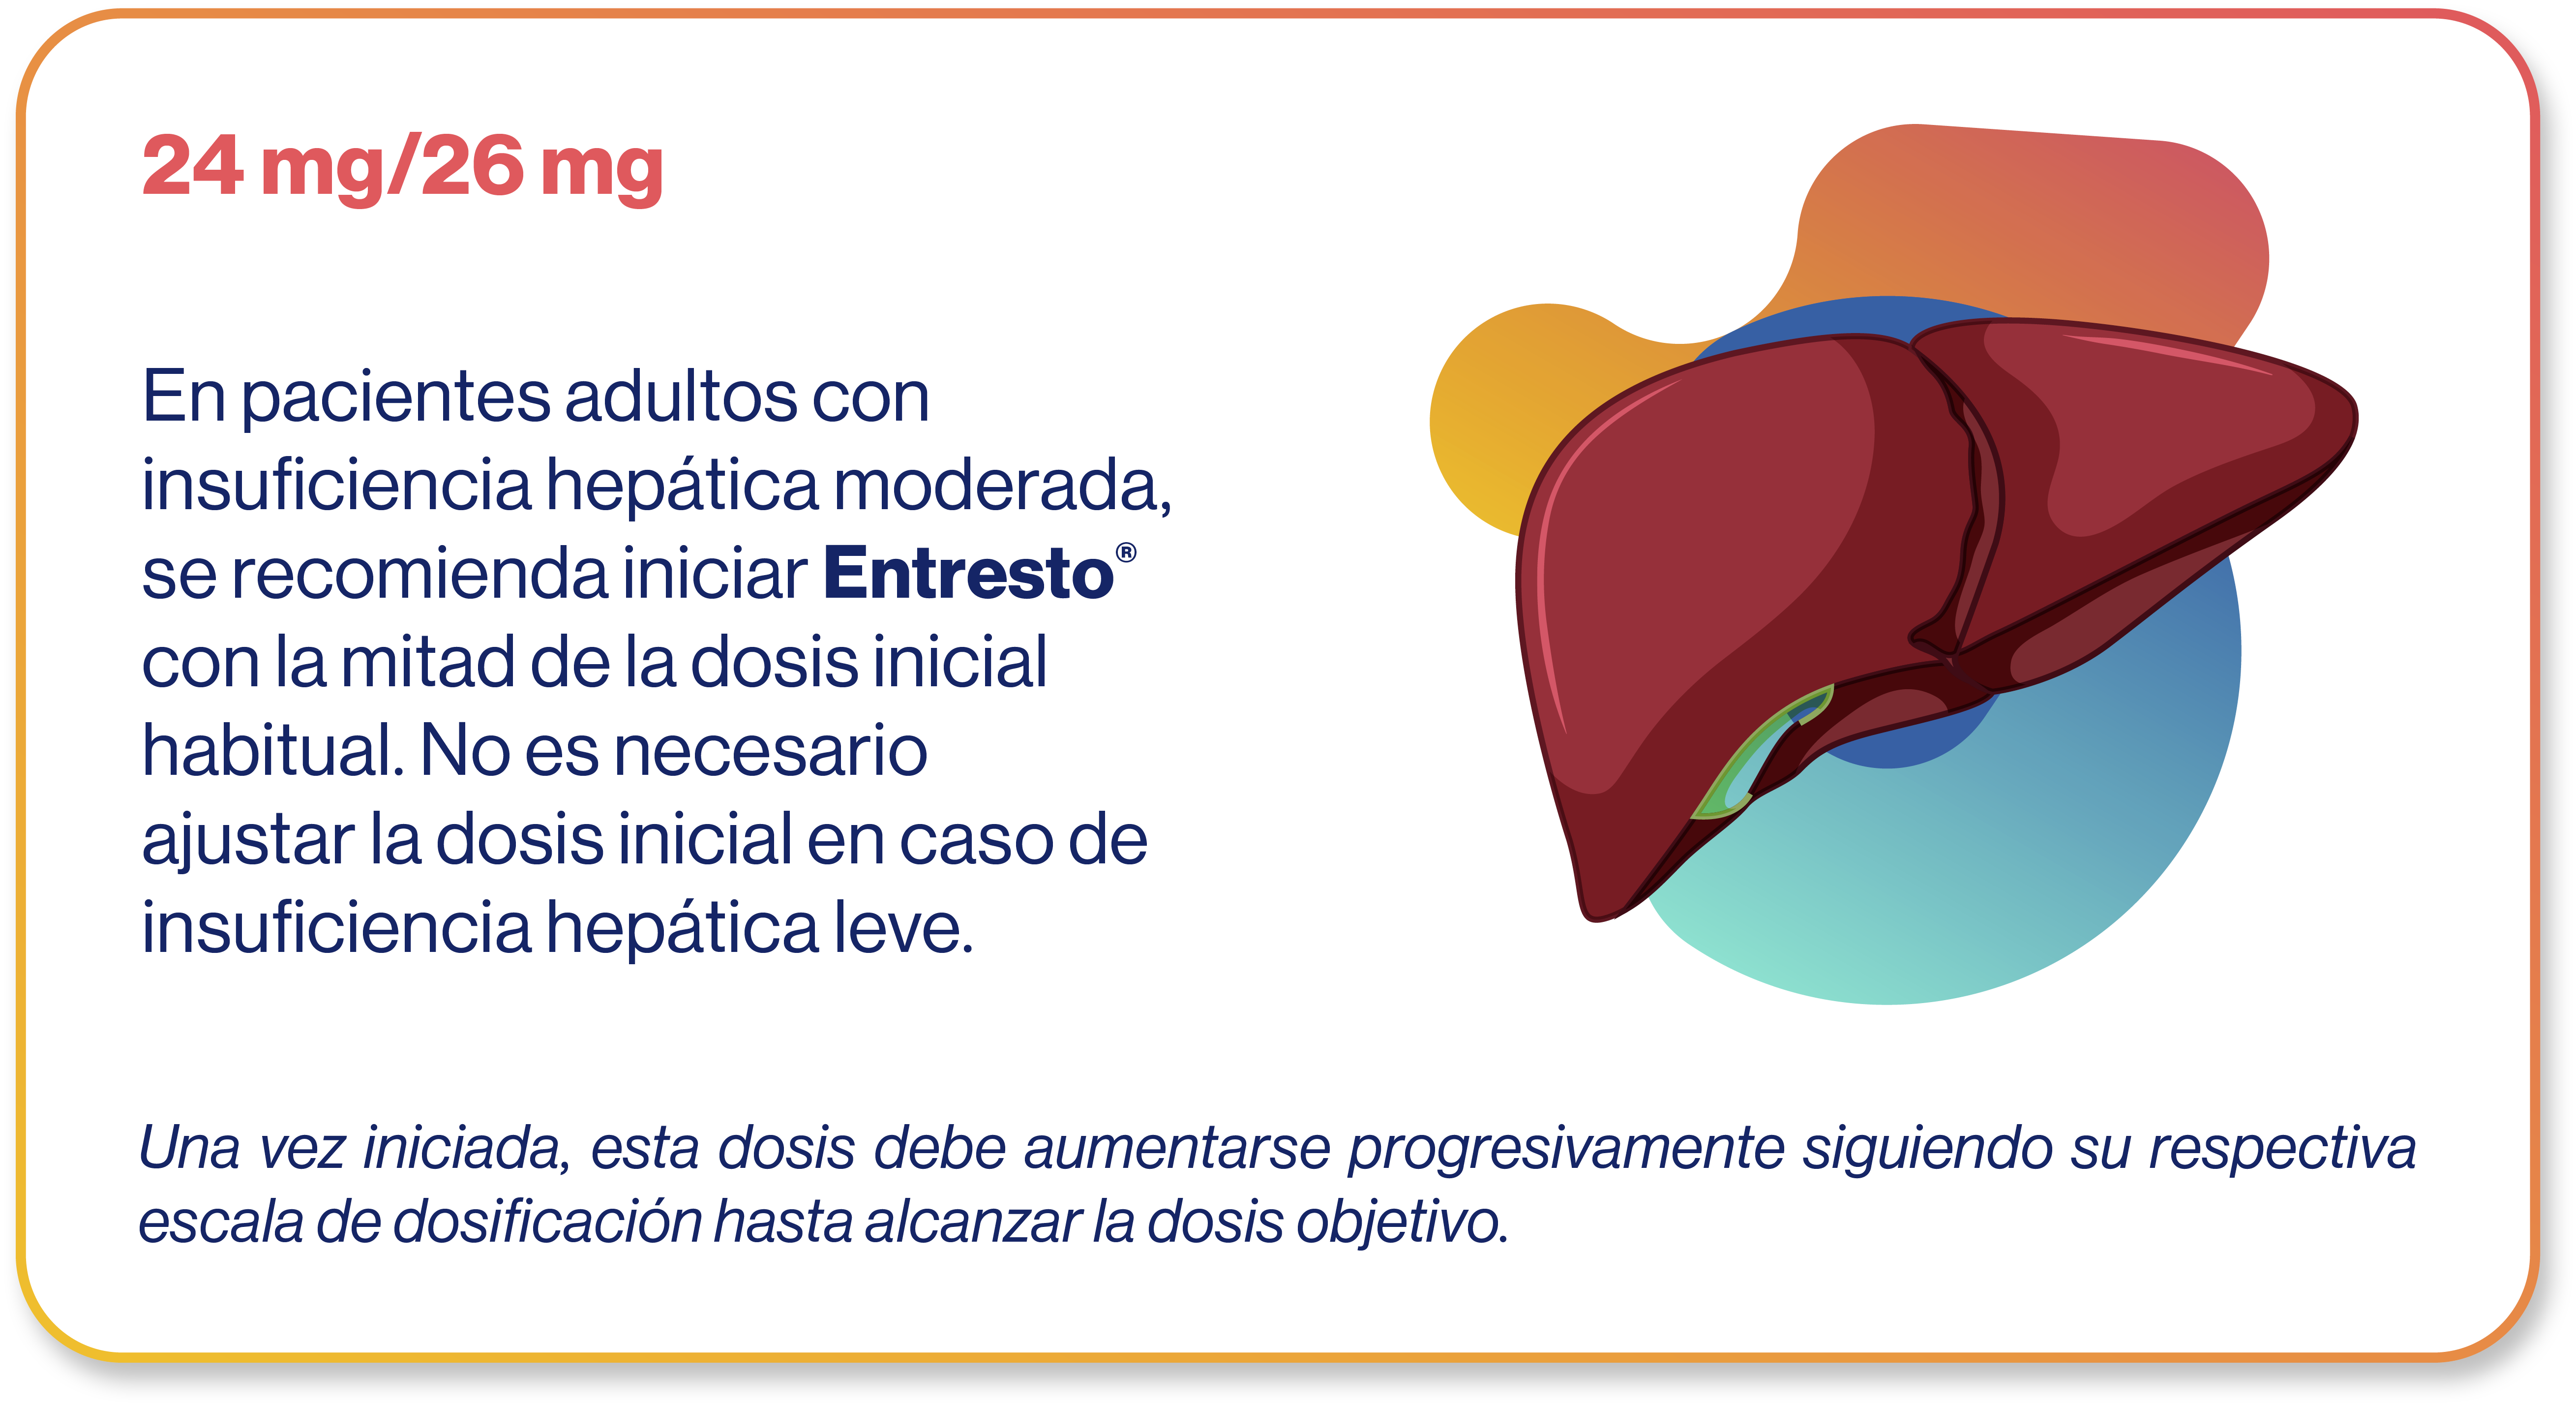 24 mg/26 mg
En pacientes adultos con
insuficiencia hepática moderada,
se recomienda iniciar Entresto®
con la mitad de la dosis inicial
habitual. No es necesario
ajustar la dosis inicial en caso de
insuficiencia hepática leve.
Una vez iniciada, esta dosis debe aumentarse progresivamente siguiendo su respectiva
escala de dosificación hasta alcanzar la dosis objetivo.